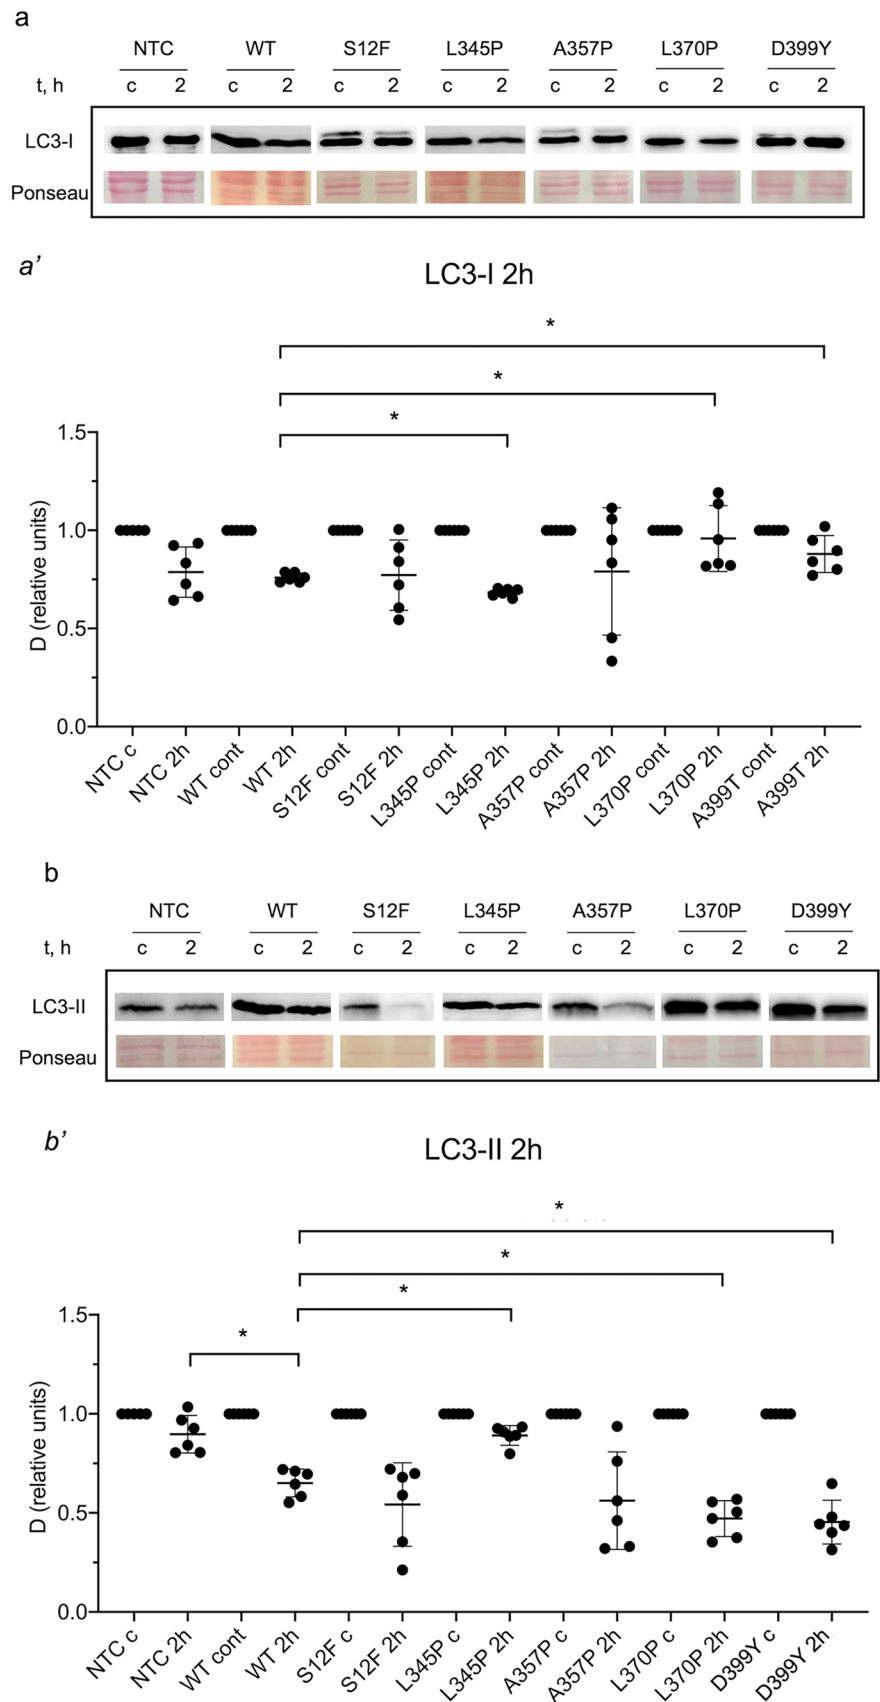 a
NTC WT S12F L345P A357P L370P D399Y
t, h c 2 c 2 c 2 c 2 c 2 c 2 c 2
LC3-I
Ponseau
a’
LC3-I 2h
*
*
*
D (relative units)
1.5
1.0
0.5
0.0
NTC c NTC 2h WT cont WT 2h S12F cont S12F 2h L345P cont L345P 2h A357P cont A357P 2h L370P cont L370P 2h A399T cont A399T 2h
b
NTC WT S12F L345P A357P L370P D399Y
t, h c 2 c 2 c 2 c 2 c 2 c 2 c 2
LC3-II
Ponseau
b’
LC3-II 2h
*
*
*
*
D (relative units)
1.5
1.0
0.5
0.0
NTC c NTC 2h WT cont WT 2h S12F c S12F 2h L345P c L345P 2h A357P c A357P 2h L370P c L370P 2h D399Y c D399Y 2h